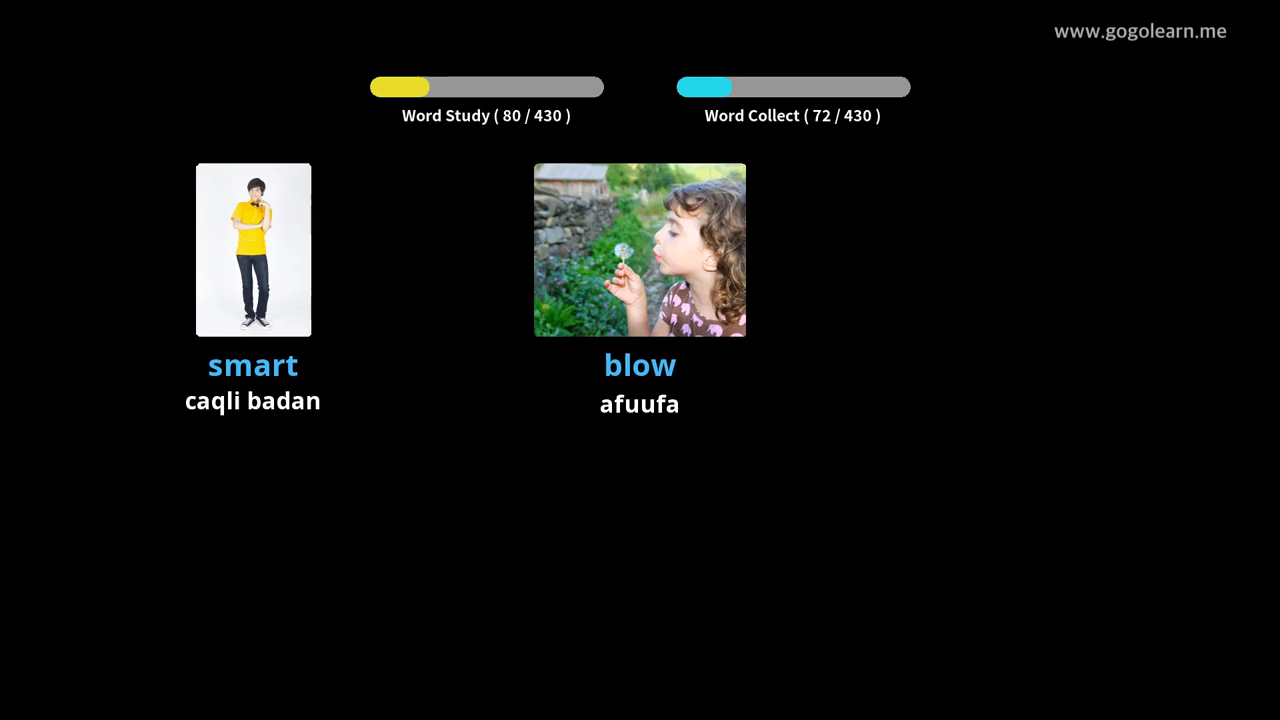 www.gogolearn.me
Word Study ( 80 / 430 )
Word Collect ( 72 / 430 )
smart
caqli badan
blow
afuufa